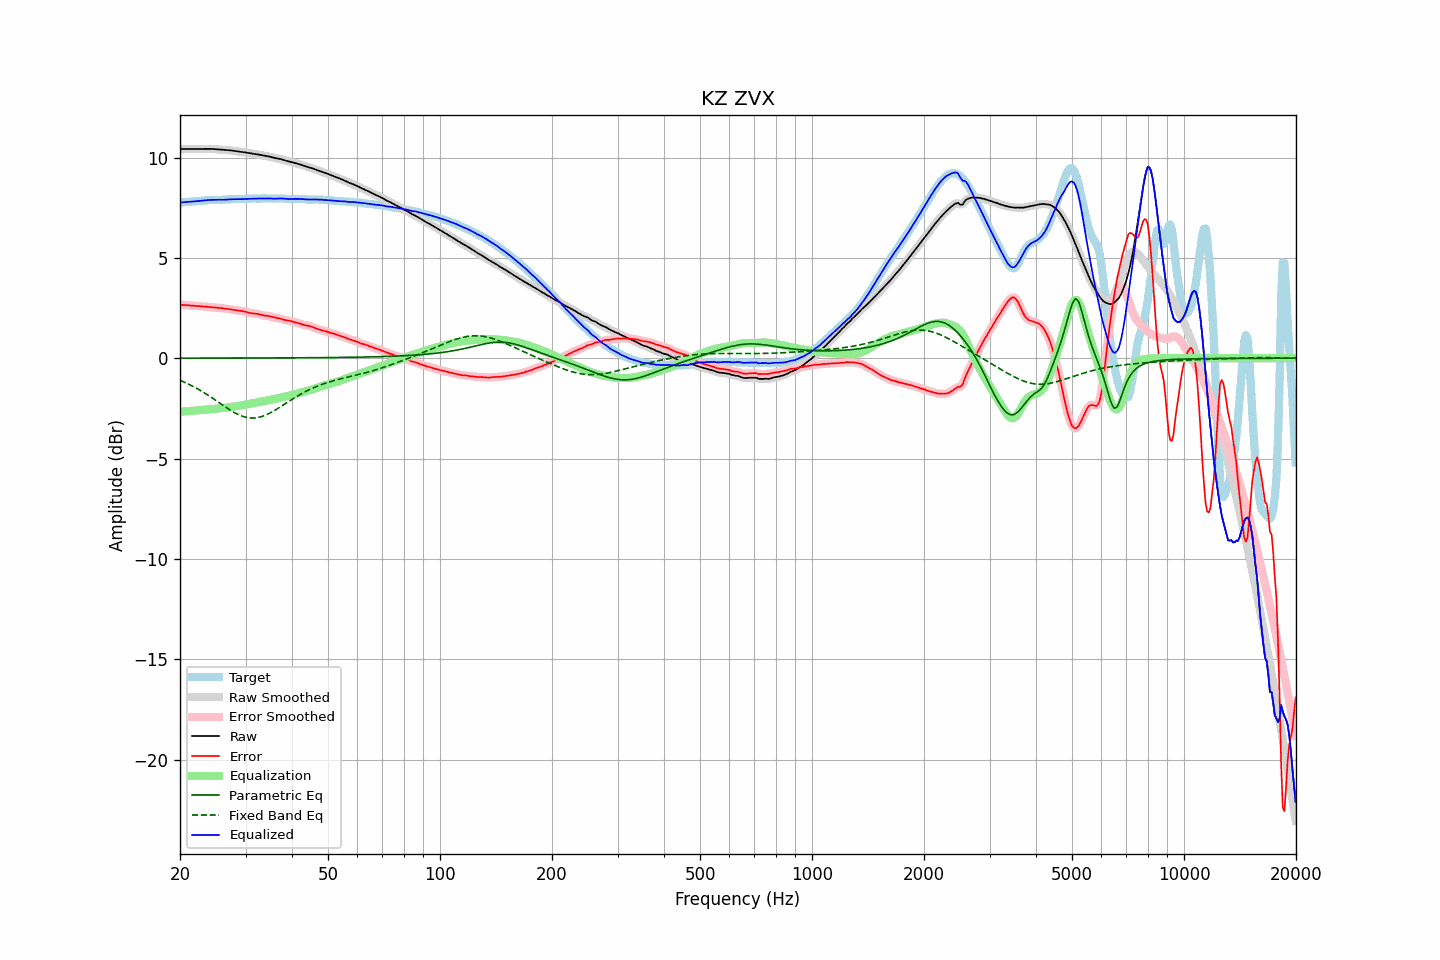 KZ ZVX
10
5
0
−5
−10
−15
−20
Amplitude (dBr)
Target
Raw Smoothed
Error Smoothed
Raw
Error
Equalization
Parametric Eq
Fixed Band Eq
Equalized
20 50 100 200 500 1000 2000 5000 10000 20000
Frequency (Hz)